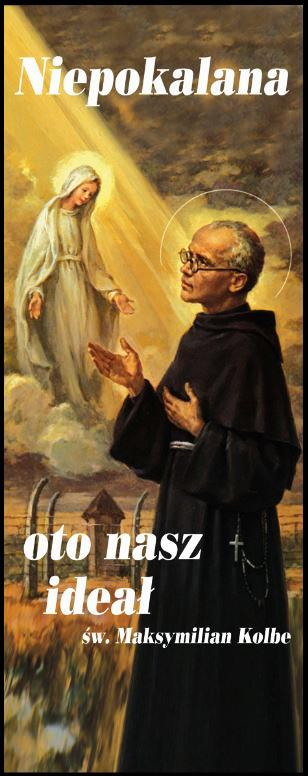 Niepokalana
oto nasz
ideał
św. Maksymilian Kolbe